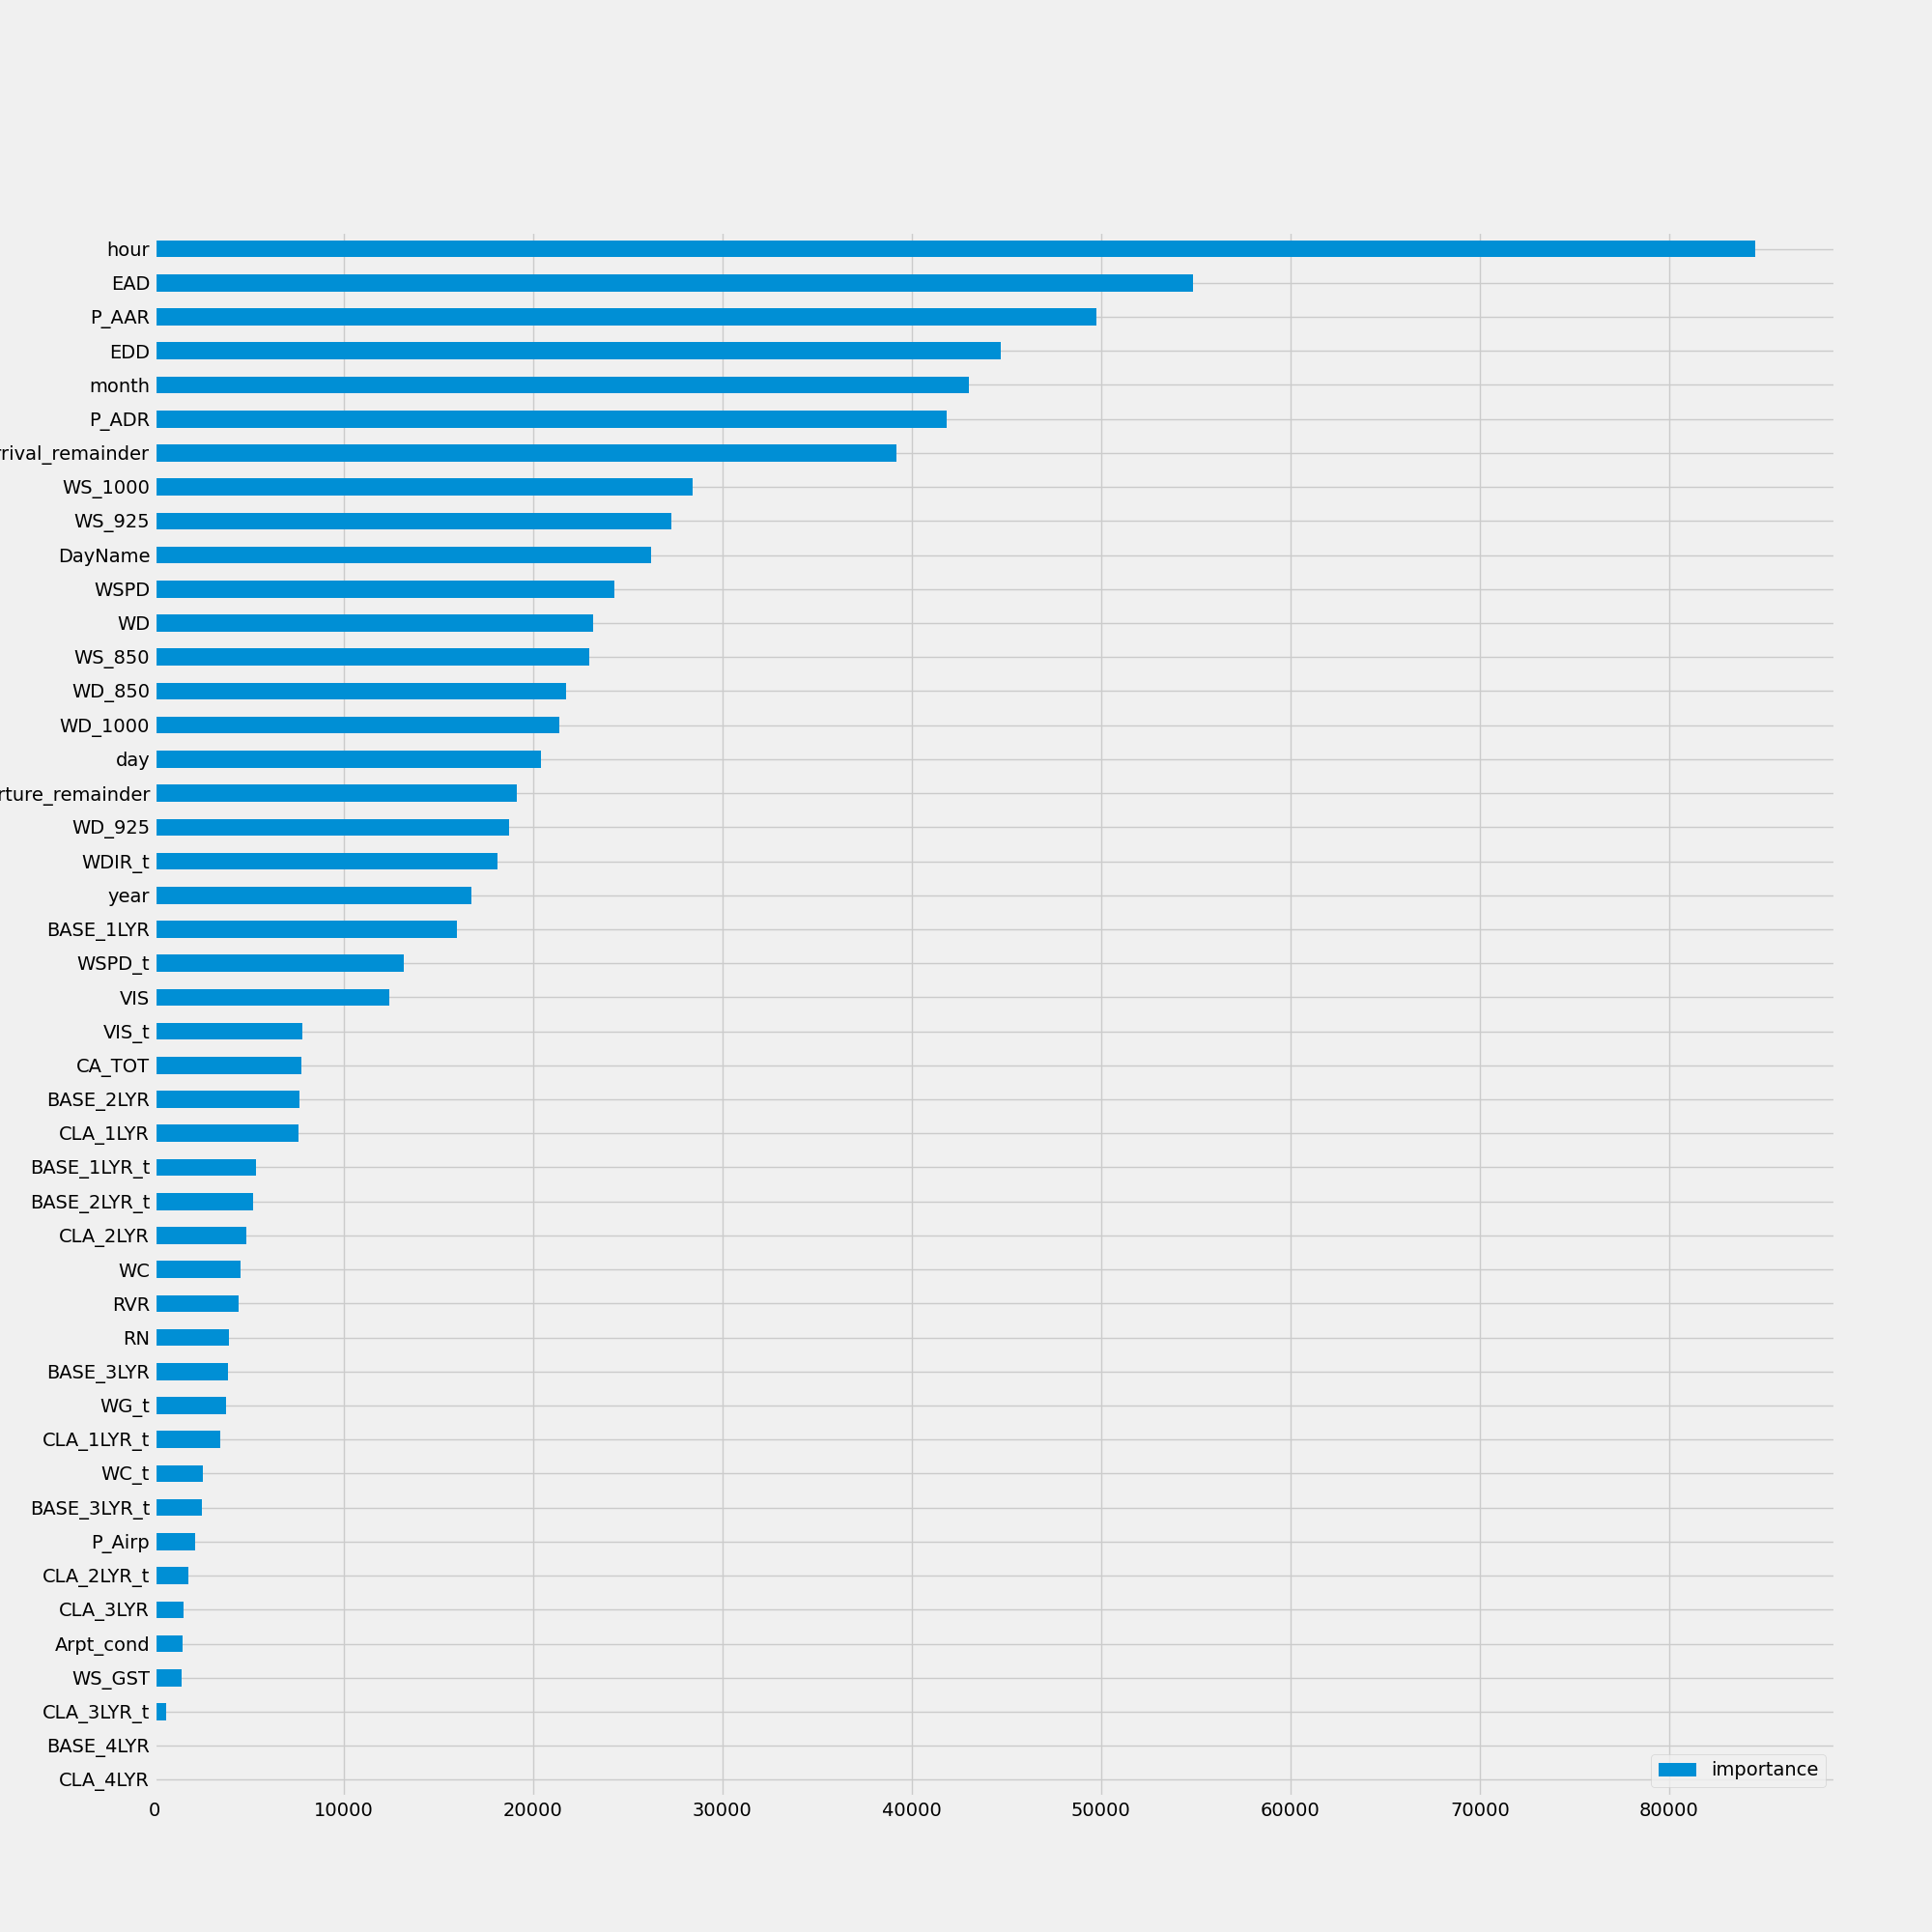 hour
EAD
P_AAR
EDD
month
P_ADR
rival_remainder
WS_1000
WS_925
DayName
WSPD
WD
WS_850
WD_850
WD_1000
day
rture_remainder
WD_925
WDIR_t
year
BASE_1LYR
WSPD_t
VIS
VIS_t
CA_TOT
BASE_2LYR
CLA_1LYR
BASE_1LYR_t
BASE_2LYR_t
CLA_2LYR
WC
RVR
RN
BASE_3LYR
WG_t
CLA_1LYR_t
WC_t
BASE_3LYR_t
P_Airp
CLA_2LYR_t
CLA_3LYR
Arpt_cond
WS_GST
CLA_3LYR_t
BASE_4LYR
CLA_4LYR
importance
0 10000 20000 30000 40000 50000 60000 70000 80000